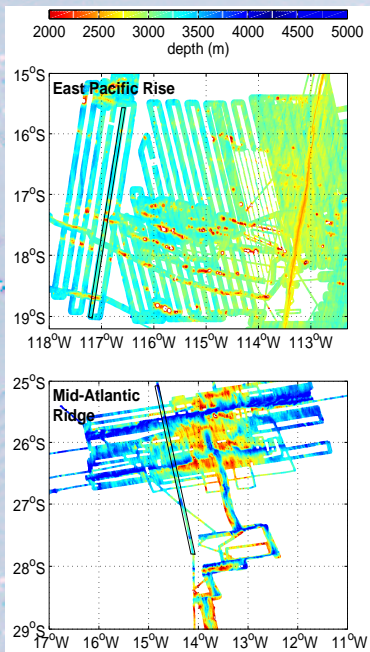 2000 2500 3000 3500 4000 4500 5000
depth (m)
15°S
East Pacific Rise
16°S
17°S
18°S
19°S
118°W 117°W 116°W 115°W 114°W 113°W
25°S
Mid-Atlantic
Ridge
26°S
27°S
28°S
29°S
17°W 16°W 15°W 14°W 13°W 12°W 11°W